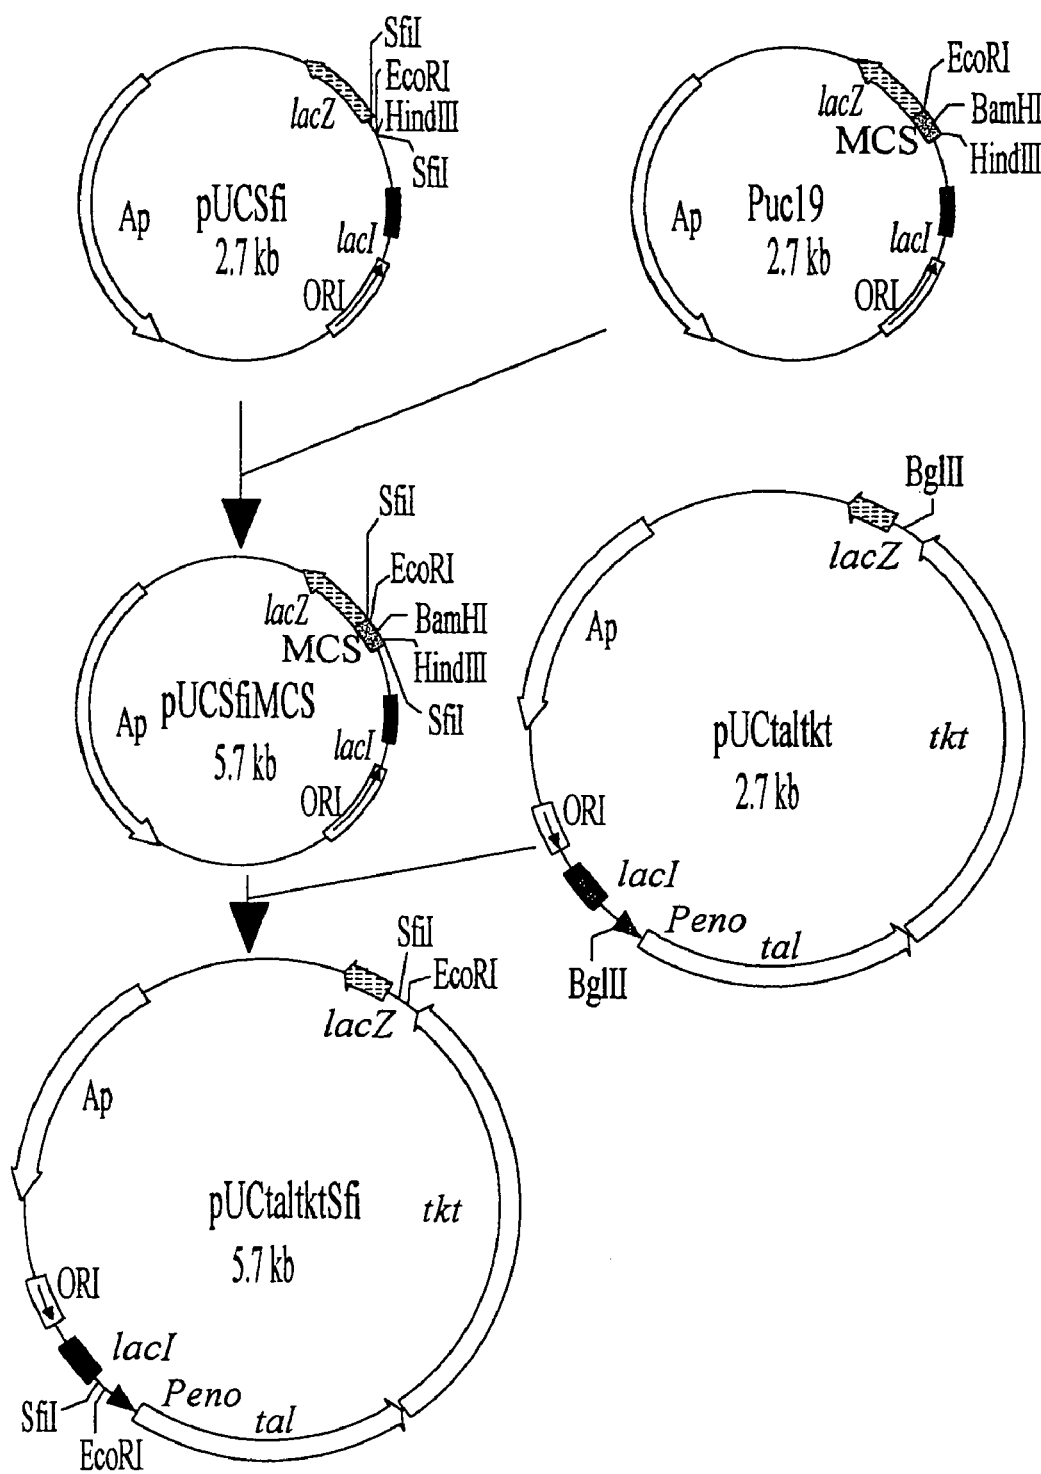 SfiI
EcoRI
lacZ
HindIII
SfiI
Ap
pUCSfi
2.7 kb
lacI
ORI
EcoRI
lacZ
BamHI
MCS
HindIII
Ap
Puc19
2.7 kb
lacI
ORI
SfiI
EcoRI
lacZ
BamHI
MCS
HindIII
pUCSfiMCS
SfiI
Ap
5.7 kb
lacI
ORI
BglII
lacZ
Ap
pUCtaltkt
tkt
2.7 kb
ORI
lacI
Peno
tal
BglII
SfiI
EcoRI
lacZ
Ap
pUCtaltktSfi
tkt
5.7 kb
ORI
lacI
Peno
SfiI
tal
EcoRI